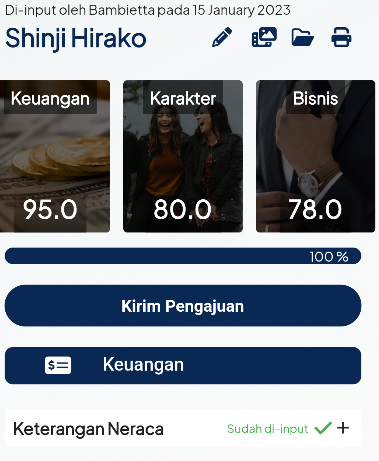 Di-input oleh Bambietta pada 15 January 2023
Shinji Hirako
Keuangan
Karakter
Bisnis
95.0
80.0
78.0
100 %
Kirim Pengajuan
Keuangan
Keterangan Neraca
Sudah di-input